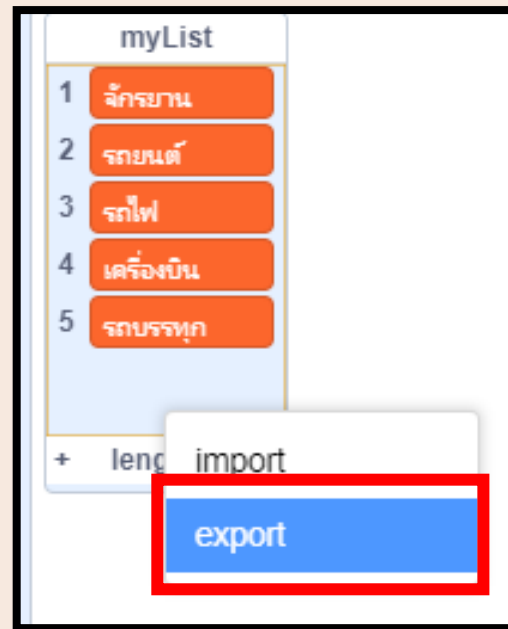 myList
1 จักรยาน
2 รถยนต์
3 รถไฟ
4 เครื่องบิน
5 รถบรรทุก
+ leng
import
export